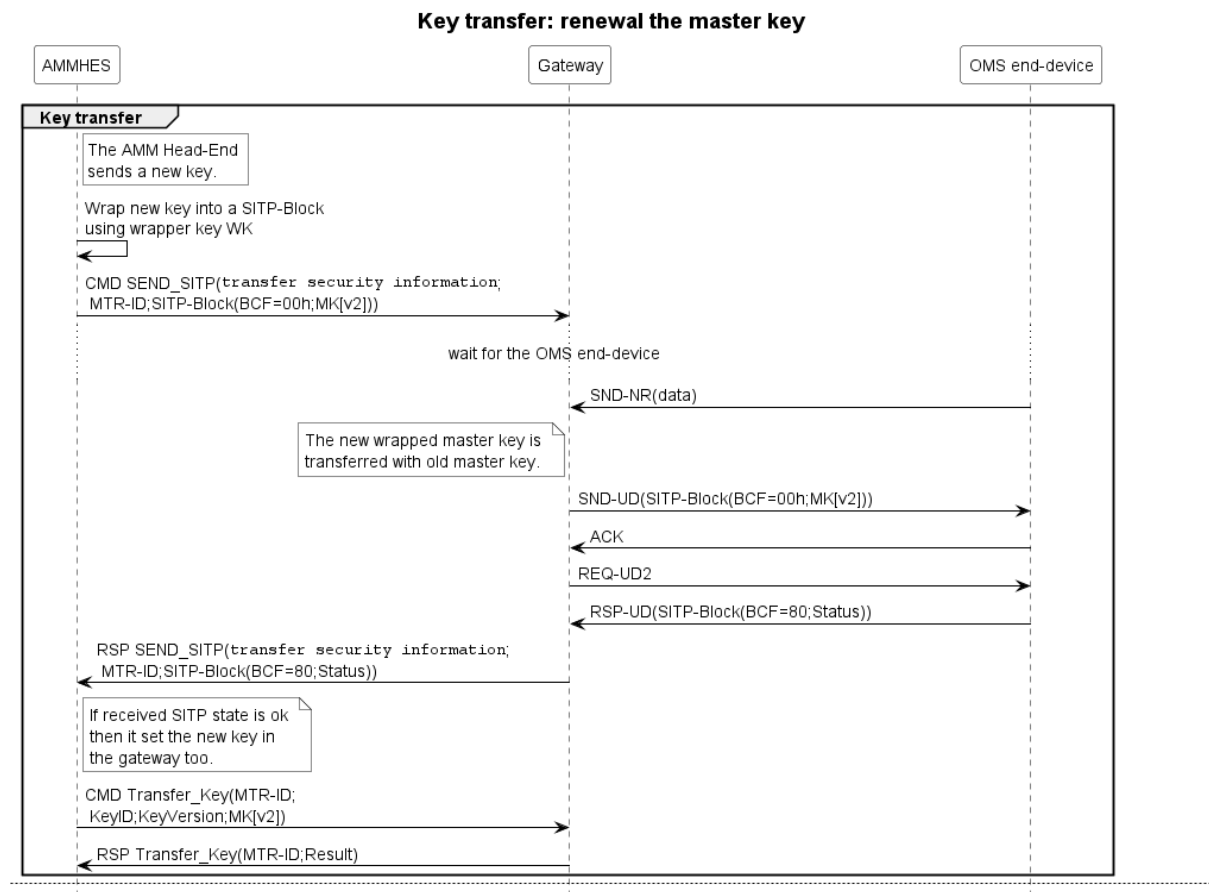 Key transfer: renewal the master key
AMMHES
Gateway
OMS end-device
Key transfer
The AMM Head-End
sends a new key.
Wrap new key into a SITP-Block
using wrapper key WK
CMD SEND_SITP(transfer security information;
MTR-ID;SITP-Block(BCF=00h;MK[v2]))
wait for the OMS end-device
SND-NR(data)
The new wrapped master key is
transferred with old master key.
SND-UD(SITP-Block(BCF=00h;MK[v2]))
ACK
REQ-UD2
RSP-UD(SITP-Block(BCF=80;Status))
RSP SEND_SITP(transfer security information;
MTR-ID;SITP-Block(BCF=80;Status))
If received SITP state is ok
then it set the new key in
the gateway too.
CMD Transfer_Key(MTR-ID;
KeyID;KeyVersion;MK[v2])
RSP Transfer_Key(MTR-ID;Result)